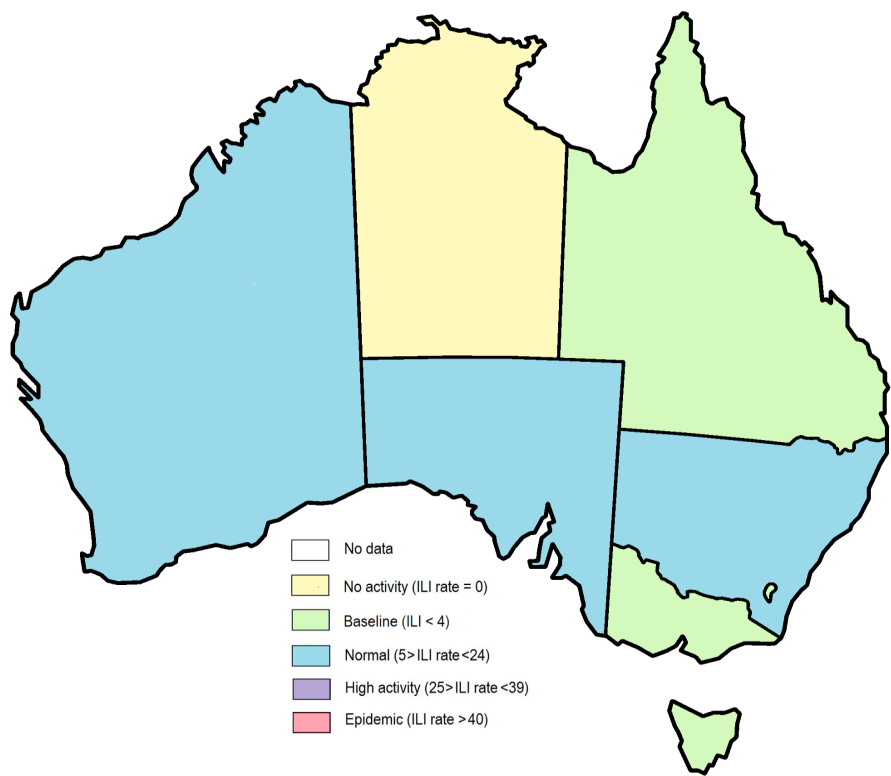 No data
No activity (ILI rate = 0)
Baseline (ILI < 4)
Normal (5> ILI rate <24)
High activity (25> ILI rate <39)
Epidemic (ILI rate >40)